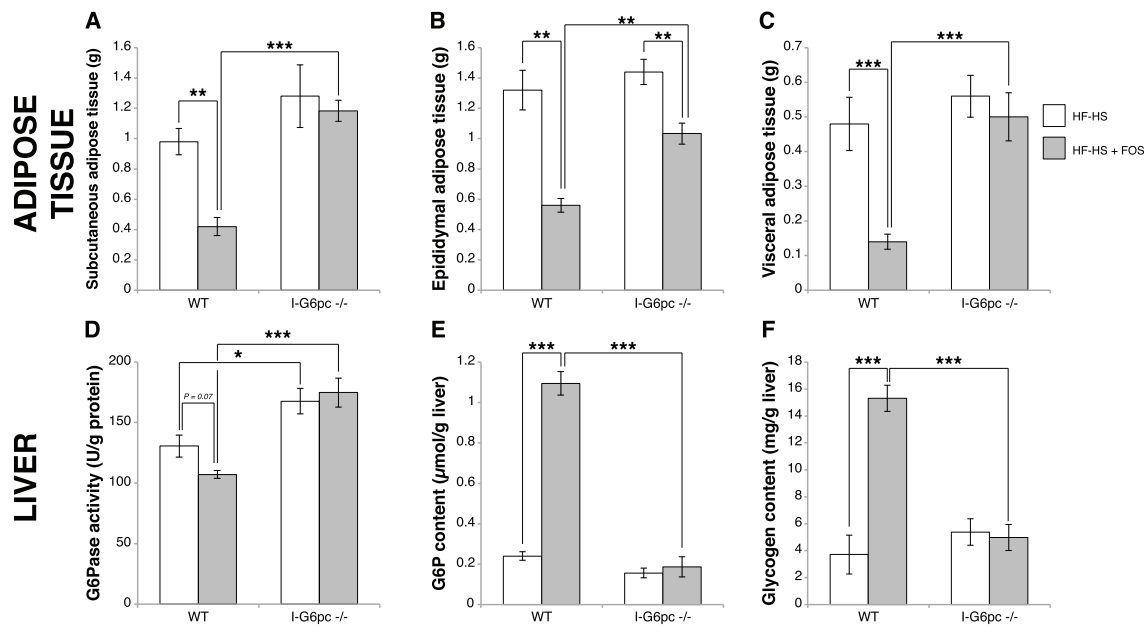 ADIPOSE
TISSUE
A
Subcutaneous adipose tissue (g)
1.6
1.4
1.2
1
0.8
0.6
0.4
0.2
0
**
***
WT
I-G6pc -/-
B
Epididymal adipose tissue (g)
1.6
1.4
1.2
1
0.8
0.6
0.4
0.2
0
**
**
**
WT
I-G6pc -/-
C
Visceral adipose tissue (g)
0.7
0.6
0.5
0.4
0.3
0.2
0.1
0
***
***
WT
I-G6pc -/-
HF-HS
HF-HS + FOS
LIVER
D
G6Pase activity (U/g protein)
200
150
100
50
0
***
*
P = 0.07
WT
I-G6pc -/-
E
G6P content (µmol/g liver)
1.2
1
0.8
0.6
0.4
0.2
0
***
***
WT
I-G6pc -/-
F
Glycogen content (mg/g liver)
18
16
14
12
10
8
6
4
2
0
***
***
WT
I-G6pc -/-